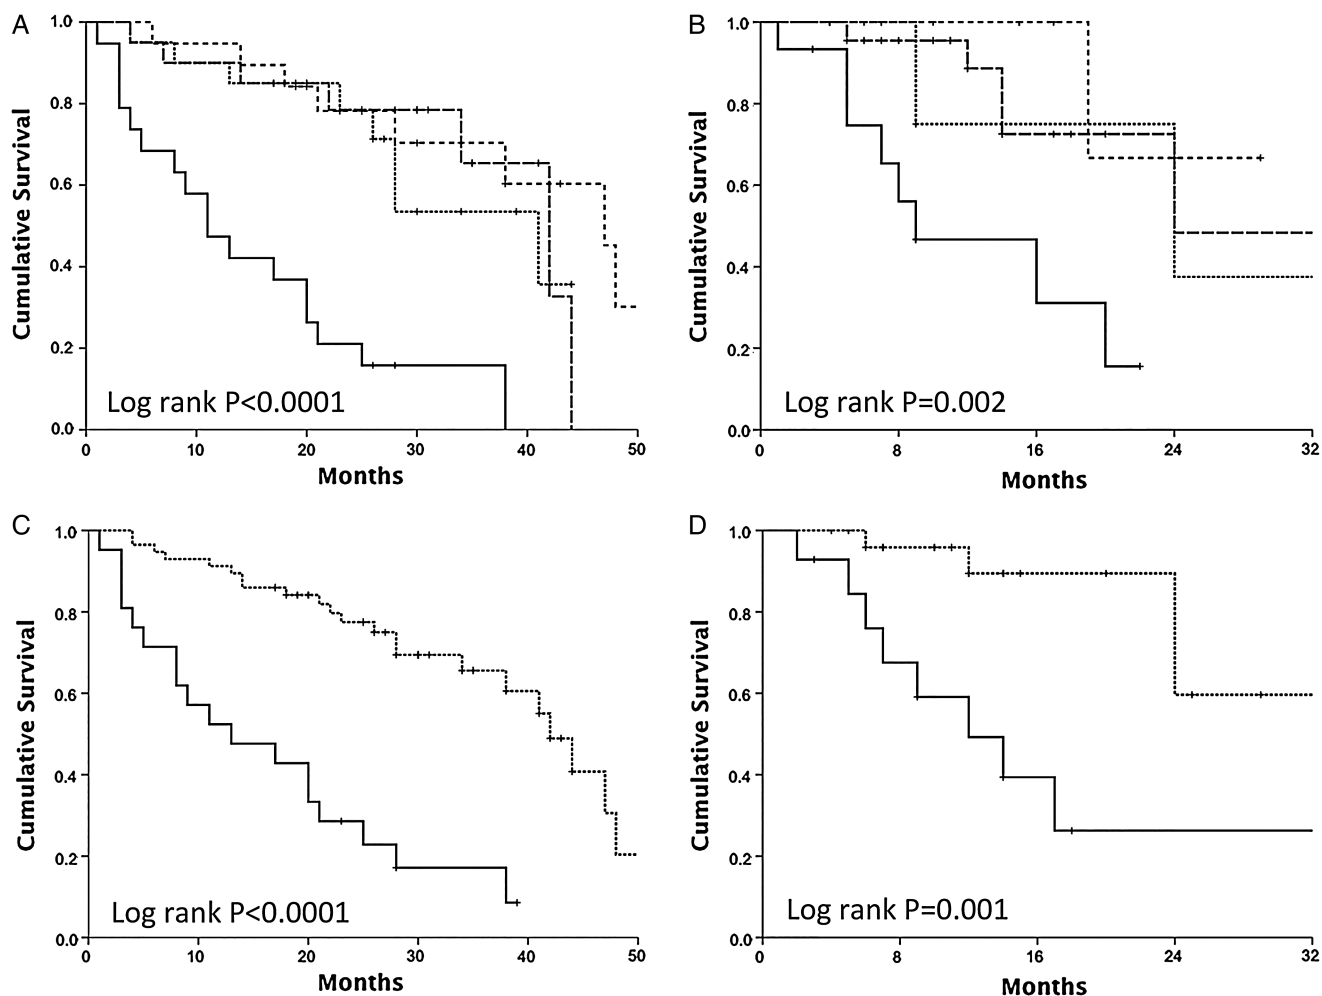 A
1.0
0.8
0.6
0.4
0.2
0.0
Cumulative Survival
Log rank P<0.0001
0 10 20 30 40 50
Months
B
1.0
0.8
0.6
0.4
0.2
0.0
Cumulative Survival
Log rank P=0.002
0 8 16 24 32
Months
C
1.0
0.8
0.6
0.4
0.2
0.0
Cumulative Survival
Log rank P<0.0001
0 10 20 30 40 50
Months
D
1.0
0.8
0.6
0.4
0.2
0.0
Cumulative Survival
Log rank P=0.001
0 8 16 24 32
Months